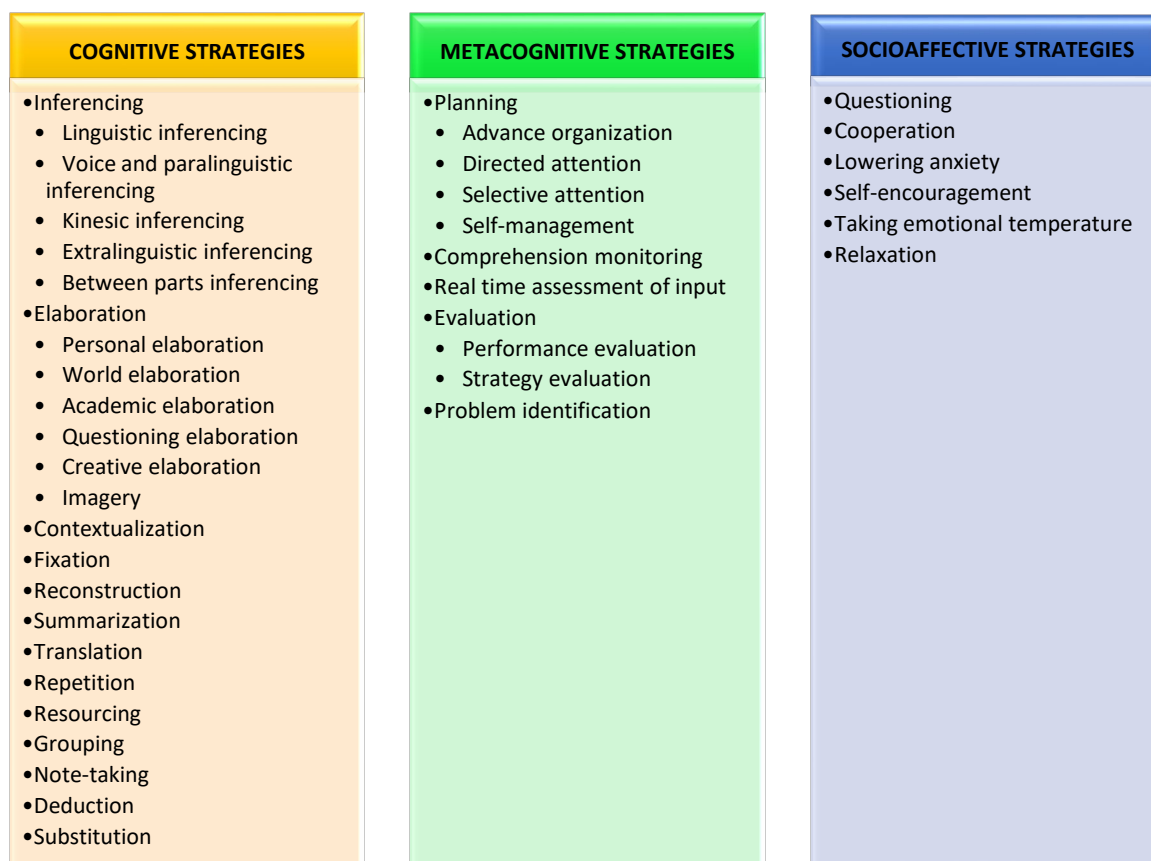 COGNITIVE STRATEGIES
•Inferencing
• Linguistic inferencing
• Voice and paralinguistic
inferencing
• Kinesic inferencing
• Extralinguistic inferencing
• Between parts inferencing
•Elaboration
• Personal elaboration
• World elaboration
• Academic elaboration
• Questioning elaboration
• Creative elaboration
• Imagery
•Contextualization
•Fixation
•Reconstruction
•Summarization
•Translation
•Repetition
•Resourcing
•Grouping
•Note-taking
•Deduction
•Substitution
METACOGNITIVE STRATEGIES
•Planning
• Advance organization
• Directed attention
• Selective attention
• Self-management
•Comprehension monitoring
•Real time assessment of input
•Evaluation
• Performance evaluation
• Strategy evaluation
•Problem identification
SOCIOAFFECTIVE STRATEGIES
•Questioning
•Cooperation
•Lowering anxiety
•Self-encouragement
•Taking emotional temperature
•Relaxation